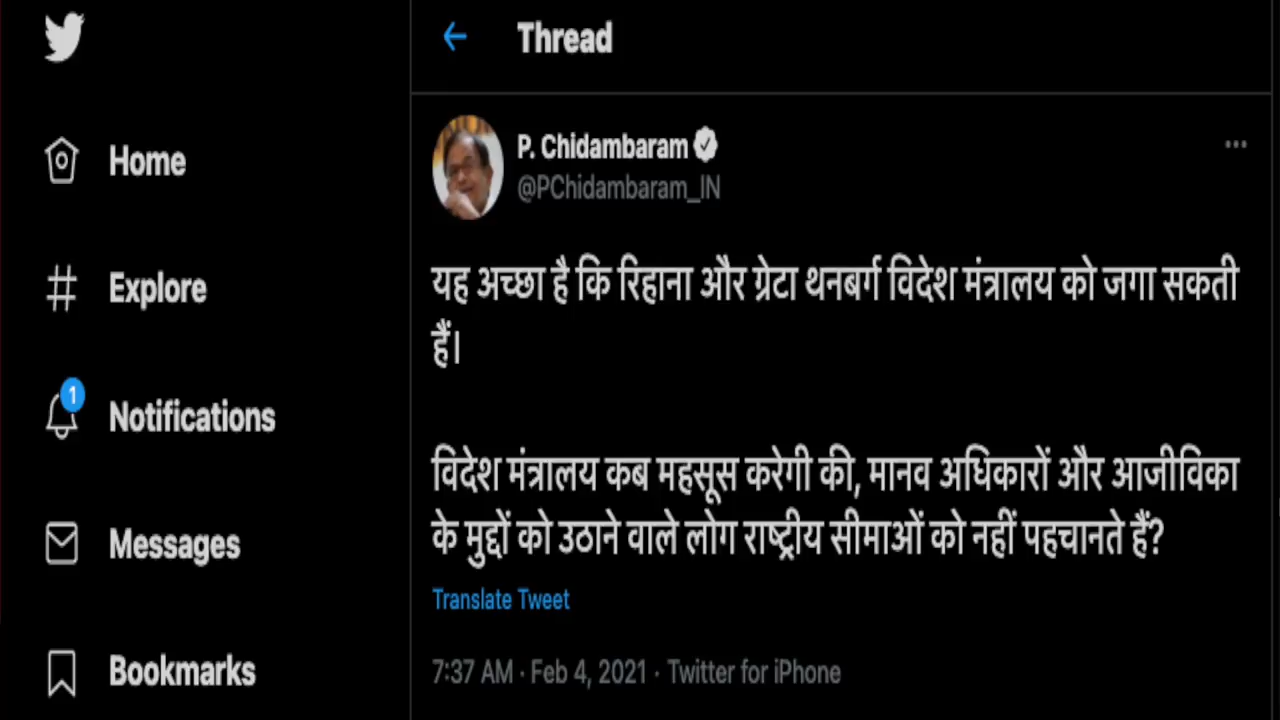 Thread
Home
Explore
1
Notifications
Messages
Bookmarks
P. Chidambaram
@PChidambaram_IN
यह अच्छा है कि रिहाना और ग्रेटा थनबर्ग विदेश मंत्रालय को जगा सकती
हैं।
विदेश मंत्रालय कब महसूस करेगी की, मानव अधिकारों और आजीविका
के मुद्दों को उठाने वाले लोग राष्ट्रीय सीमाओं को नहीं पहचानते हैं?
Translate Tweet
7:37 AM · Feb 4, 2021 · Twitter for iPhone